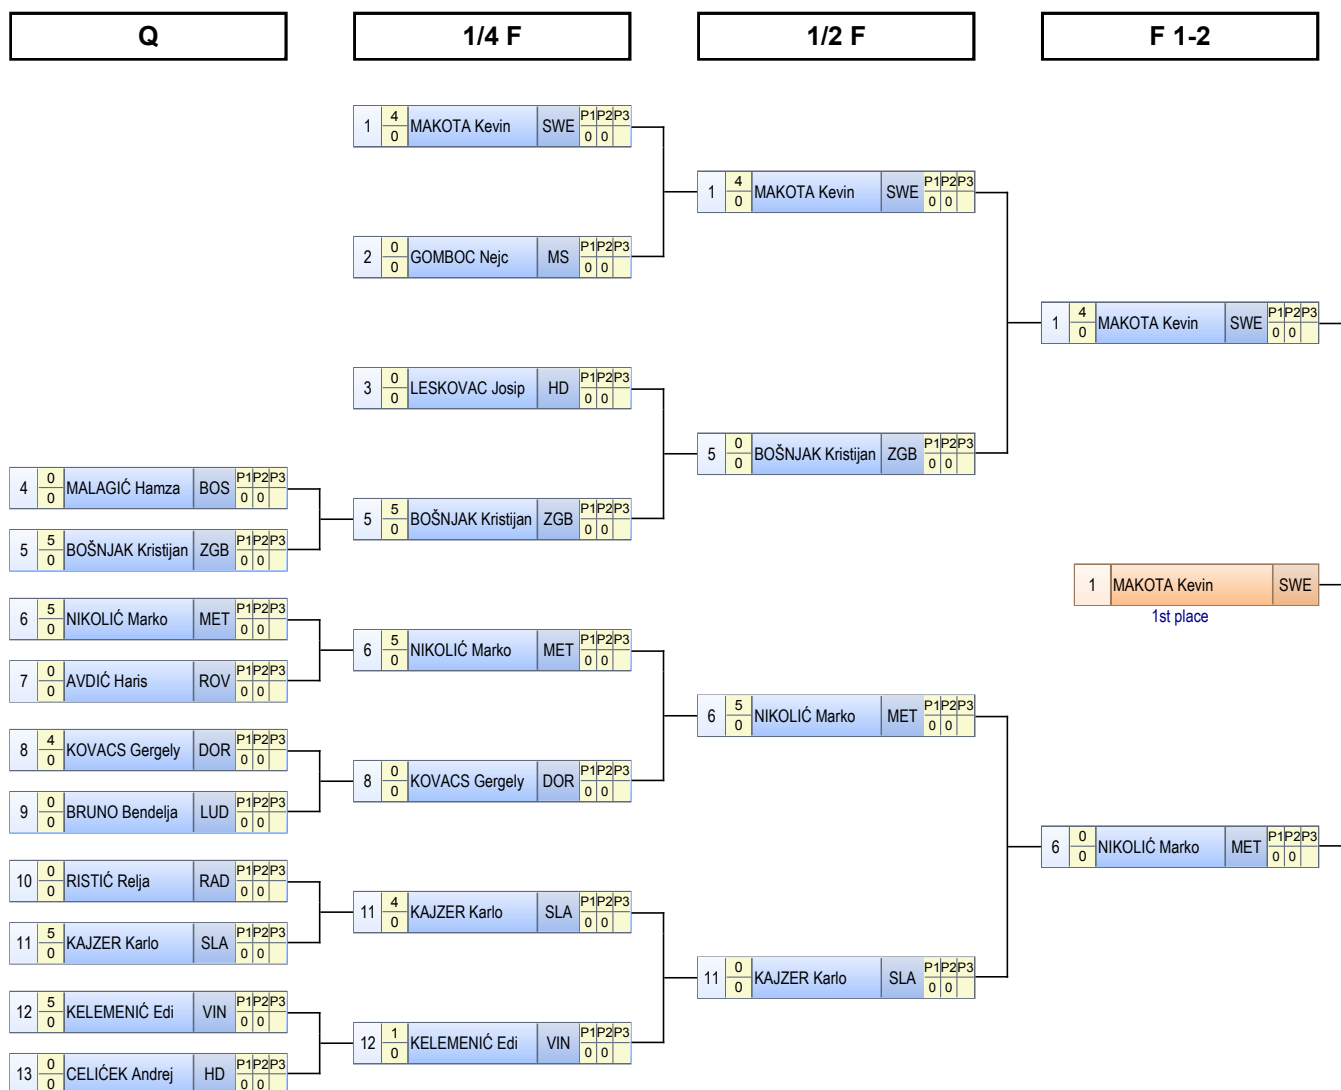 Q
1/4 F
1/2 F
F 1-2
1 4 0 MAKOTA Kevin SWE P1 P2 P3 0 0
2 0 0 GOMBOC Nejc MS P1 P2 P3 0 0
3 0 0 LESKOVAC Josip HD P1 P2 P3 0 0
4 0 0 MALAGIĆ Hamza BOS P1 P2 P3 0 0
5 5 0 BOŠNJAK Kristijan ZGB P1 P2 P3 0 0
5 5 0 BOŠNJAK Kristijan ZGB P1 P2 P3 0 0
6 5 0 NIKOLIĆ Marko MET P1 P2 P3 0 0
7 0 0 AVDIĆ Haris ROV P1 P2 P3 0 0
6 5 0 NIKOLIĆ Marko MET P1 P2 P3 0 0
8 4 0 KOVACS Gergely DOR P1 P2 P3 0 0
9 0 0 BRUNO Bendelja LUD P1 P2 P3 0 0
8 0 0 KOVACS Gergely DOR P1 P2 P3 0 0
10 0 0 RISTIĆ Relja RAD P1 P2 P3 0 0
11 5 0 KAJZER Karlo SLA P1 P2 P3 0 0
11 4 0 KAJZER Karlo SLA P1 P2 P3 0 0
12 5 0 KELEMENIĆ Edi VIN P1 P2 P3 0 0
13 0 0 CELIĆEK Andrej HD P1 P2 P3 0 0
12 1 0 KELEMENIĆ Edi VIN P1 P2 P3 0 0
1 4 0 MAKOTA Kevin SWE P1 P2 P3 0 0
5 0 0 BOŠNJAK Kristijan ZGB P1 P2 P3 0 0
6 5 0 NIKOLIĆ Marko MET P1 P2 P3 0 0
11 0 0 KAJZER Karlo SLA P1 P2 P3 0 0
1 4 0 MAKOTA Kevin SWE P1 P2 P3 0 0
1 MAKOTA Kevin SWE
1st place
6 0 0 NIKOLIĆ Marko MET P1 P2 P3 0 0